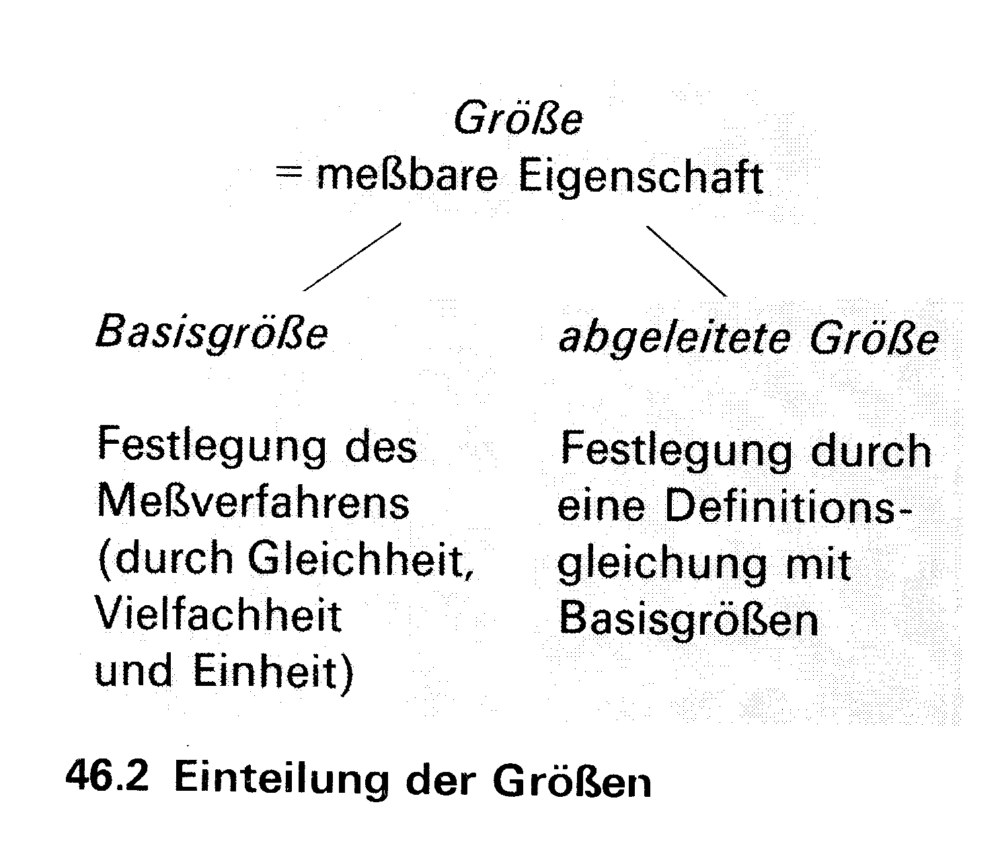 Größe
= meßbare Eigenschaft
Basisgröße
Festlegung des
Meßverfahrens
(durch Gleichheit,
Vielfachheit
und Einheit)
abgeleitete Größe
Festlegung durch
eine Definitions-
gleichung mit
Basisgrößen
46.2 Einteilung der Größen